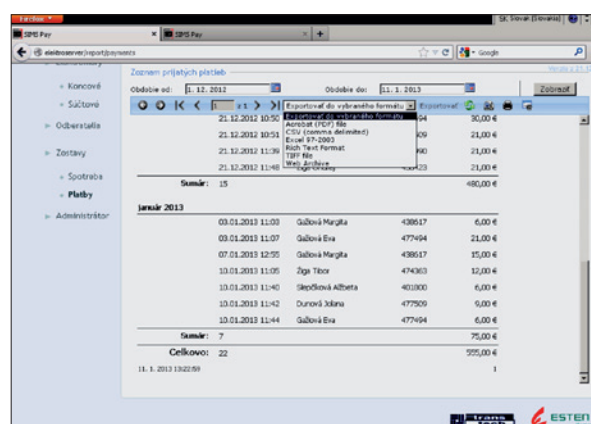 Firefox
SK Slovak (Slovakia)
SIMS Pay
SIMS Pay
elektroserver/report/payments
Google
Zoznam prijatých platieb
Obdobie od: 1. 12. 2012
Obdobie do: 11. 1. 2013
Zobraziť
1 z 1 Exportovať do vybraného formátu Exportovať
Exportovať do vybraného formátu
Acrobat (PDF) file
CSV (comma delimited)
Excel 97-2003
Rich Text Format
TIFF file
Web Archive
Koncové
Súčtové
Odberatelia
Zostavy
Spotreba
Platby
Administrátor
21.12.2012 10:50 30,00 €
21.12.2012 10:51 21,00 €
21.12.2012 11:39 21,00 €
21.12.2012 11:48 21,00 €
Sumár: 15 480,00 €
január 2013
03.01.2013 11:03 Gažiová Margita 438617 6,00 €
03.01.2013 11:07 Gažiová Eva 477494 21,00 €
07.01.2013 12:55 Gažiová Margita 438617 15,00 €
10.01.2013 11:05 Žiga Tibor 474363 12,00 €
10.01.2013 11:40 Slepčíková Alžbeta 401800 6,00 €
10.01.2013 11:42 Dunová Jolana 477509 9,00 €
10.01.2013 11:44 Gažiová Eva 477494 6,00 €
Sumár: 7 75,00 €
Celkovo: 22 555,00 €
11. 1. 2013 13:22:59 1
trans
tech
ESTEN